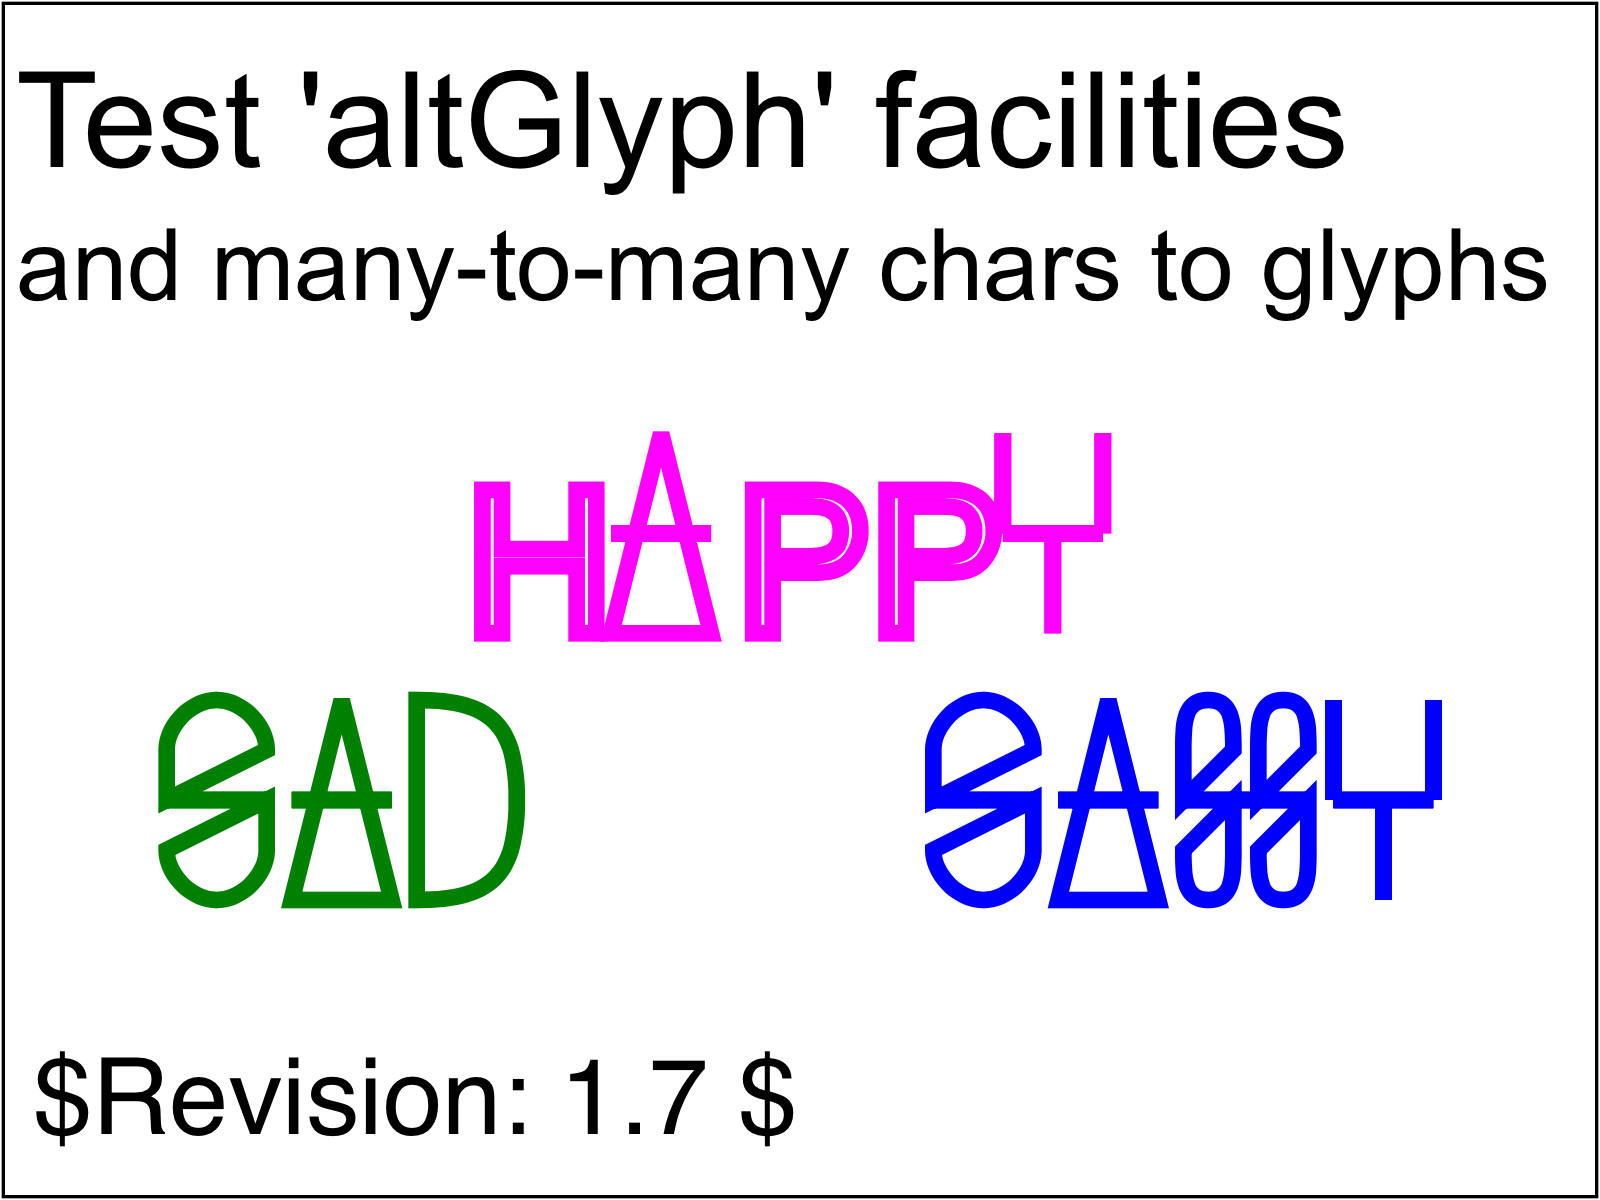 Test 'altGlyph' facilities
and many-to-many chars to glyphs
HAPPY
SAD SASSY
$Revision: 1.7 $